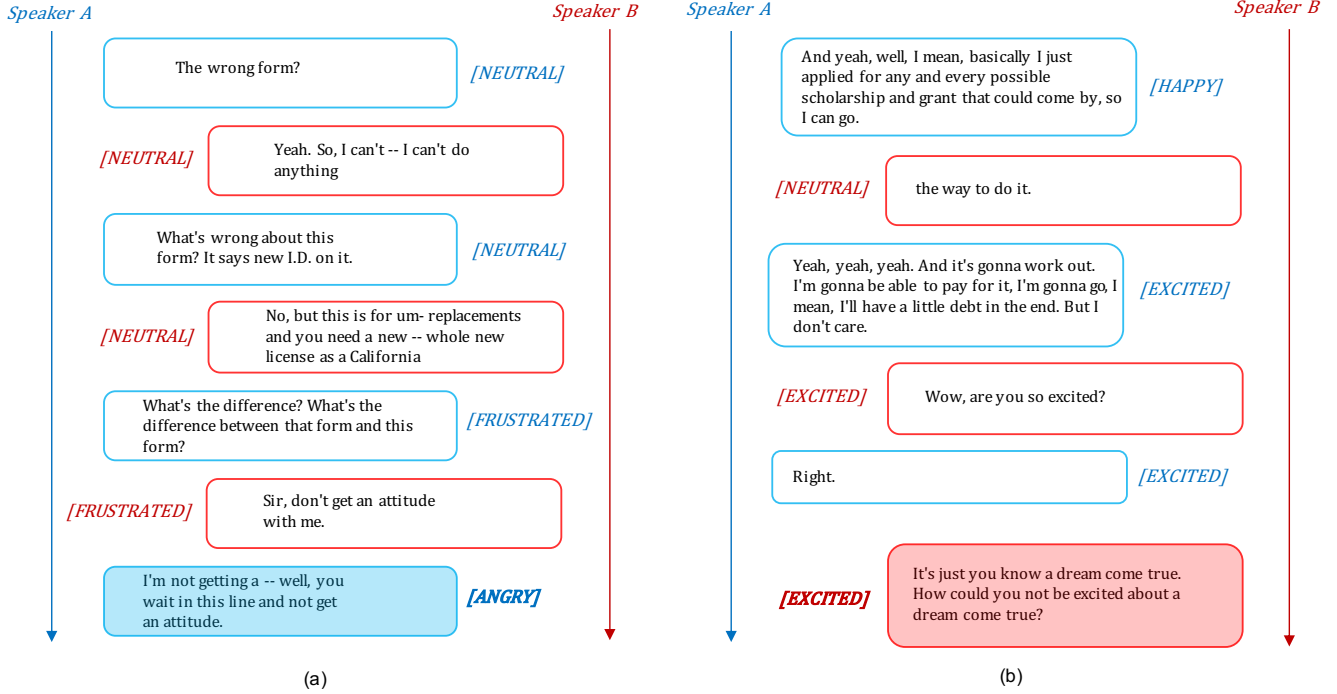 Speaker A
Speaker B
The wrong form?
[NEUTRAL]
[NEUTRAL]
Yeah. So, I can't -- I can't do
anything
What's wrong about this
form? It says new I.D. on it.
[NEUTRAL]
[NEUTRAL]
No, but this is for um- replacements
and you need a new -- whole new
license as a California
What's the difference? What's the
difference between that form and this
form?
[FRUSTRATED]
[FRUSTRATED]
Sir, don't get an attitude
with me.
I'm not getting a -- well, you
wait in this line and not get
an attitude.
[ANGRY]
(a)
Speaker A
Speaker B
And yeah, well, I mean, basically I just
applied for any and every possible
scholarship and grant that could come by, so
I can go.
[HAPPY]
[NEUTRAL]
the way to do it.
Yeah, yeah, yeah. And it's gonna work out.
I'm gonna be able to pay for it, I'm gonna go, I
mean, I'll have a little debt in the end. But I
don't care.
[EXCITED]
[EXCITED]
Wow, are you so excited?
Right.
[EXCITED]
[EXCITED]
It's just you know a dream come true.
How could you not be excited about a
dream come true?
(b)